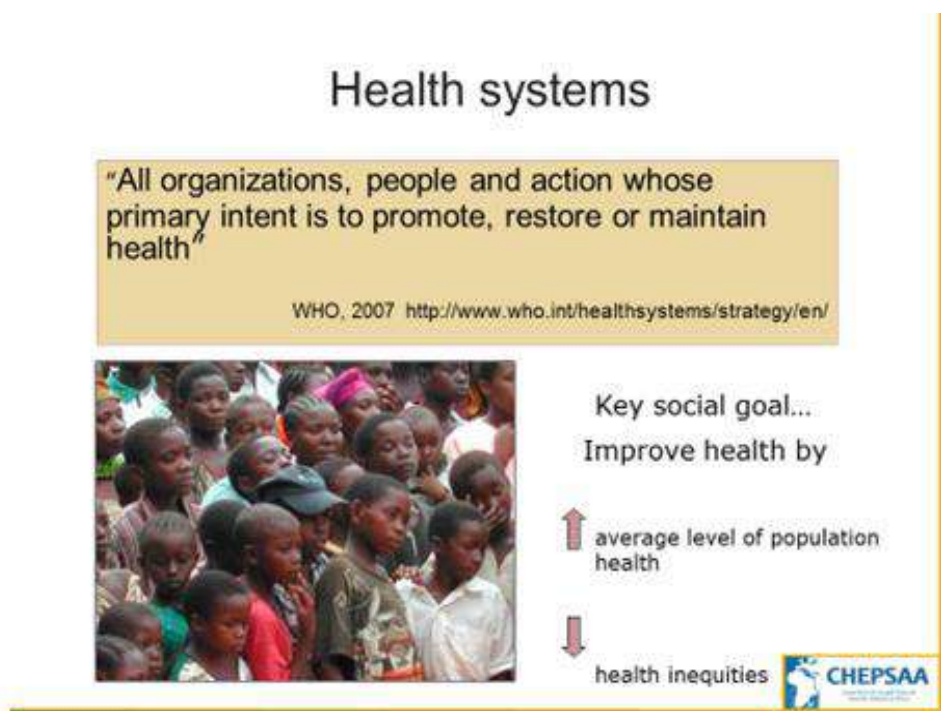 Health systems
"All organizations, people and action whose
primary intent is to promote, restore or maintain
health"
WHO, 2007 http://www.who.int/healthsystems/strategy/en/
Key social goal...
Improve health by
average level of population
health
health inequities
CHEPSAA